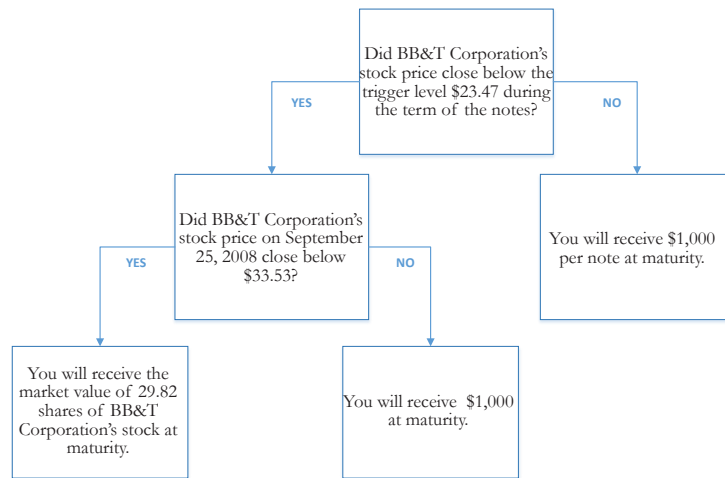 Did BB&T Corporation's
stock price close below the
trigger level $23.47 during
the term of the notes?
YES
NO
Did BB&T Corporation's
stock price on September
25, 2008 close below
$33.53?
You will receive $1,000
per note at maturity.
YES
NO
You will receive the
market value of 29.82
shares of BB&T
Corporation's stock at
maturity.
You will receive $1,000
at maturity.